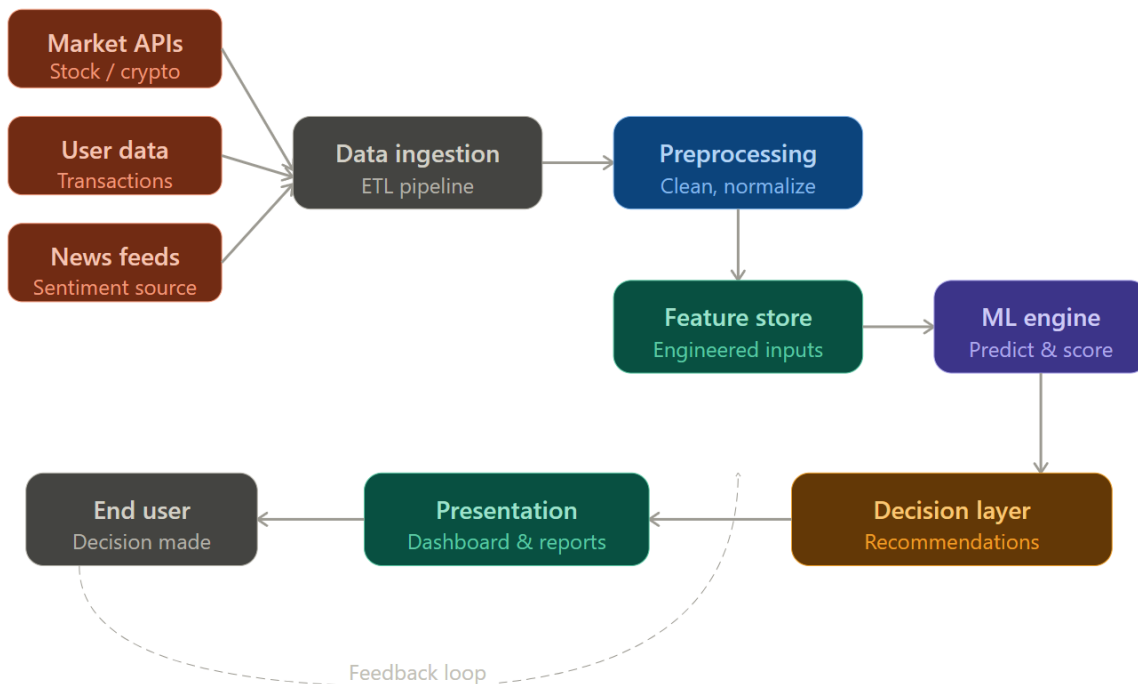 Market APIs
Stock / crypto
User data
Transactions
News feeds
Sentiment source
Data ingestion
ETL pipeline
Preprocessing
Clean, normalize
Feature store
Engineered inputs
ML engine
Predict & score
Decision layer
Recommendations
Presentation
Dashboard & reports
End user
Decision made
Feedback loop